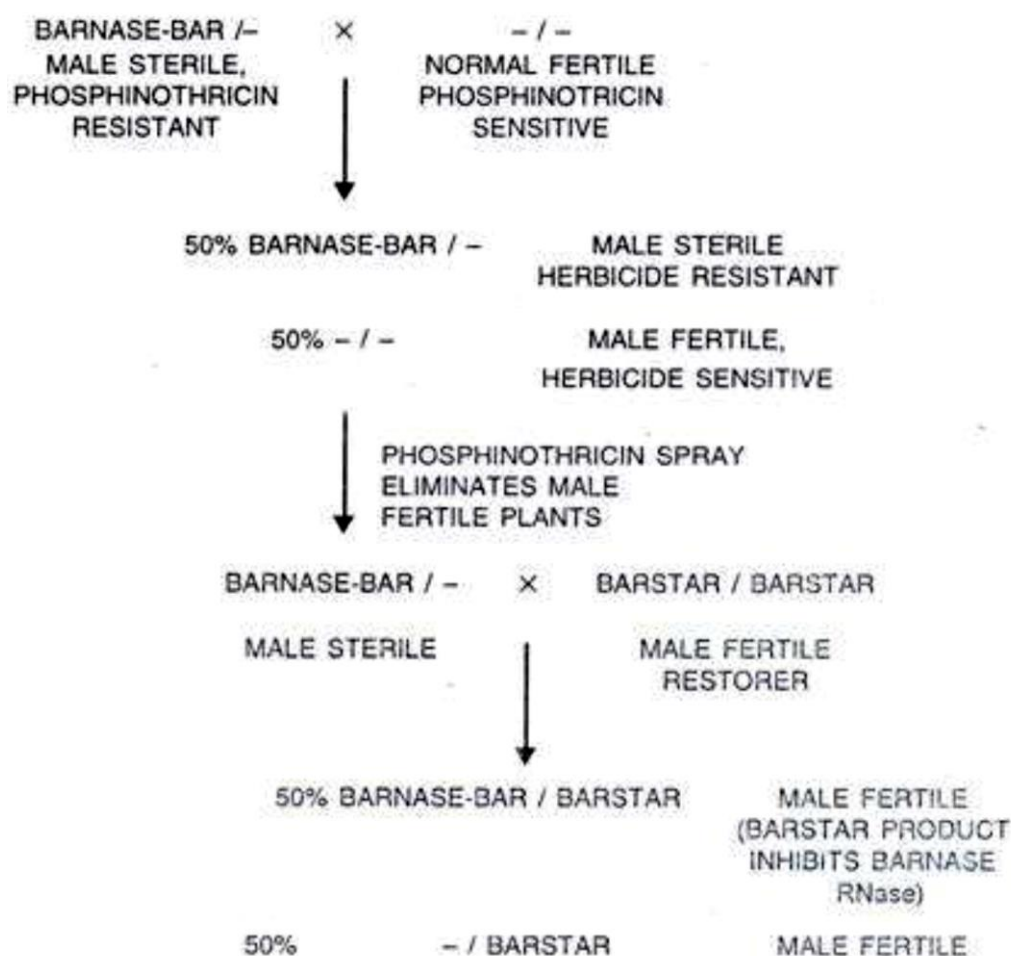 BARNASE-BAR /– × – / –
MALE STERILE, NORMAL FERTILE
PHOSPHINOTHRICIN PHOSPHINOTRICIN
RESISTANT SENSITIVE
50% BARNASE-BAR / – MALE STERILE
HERBICIDE RESISTANT
50% – / – MALE FERTILE,
HERBICIDE SENSITIVE
PHOSPHINOTHRICIN SPRAY
ELIMINATES MALE
FERTILE PLANTS
BARNASE-BAR / – × BARSTAR / BARSTAR
MALE STERILE MALE FERTILE
RESTORER
50% BARNASE-BAR / BARSTAR MALE FERTILE
(BARSTAR PRODUCT
INHIBITS BARNASE
RNase)
50% – / BARSTAR MALE FERTILE